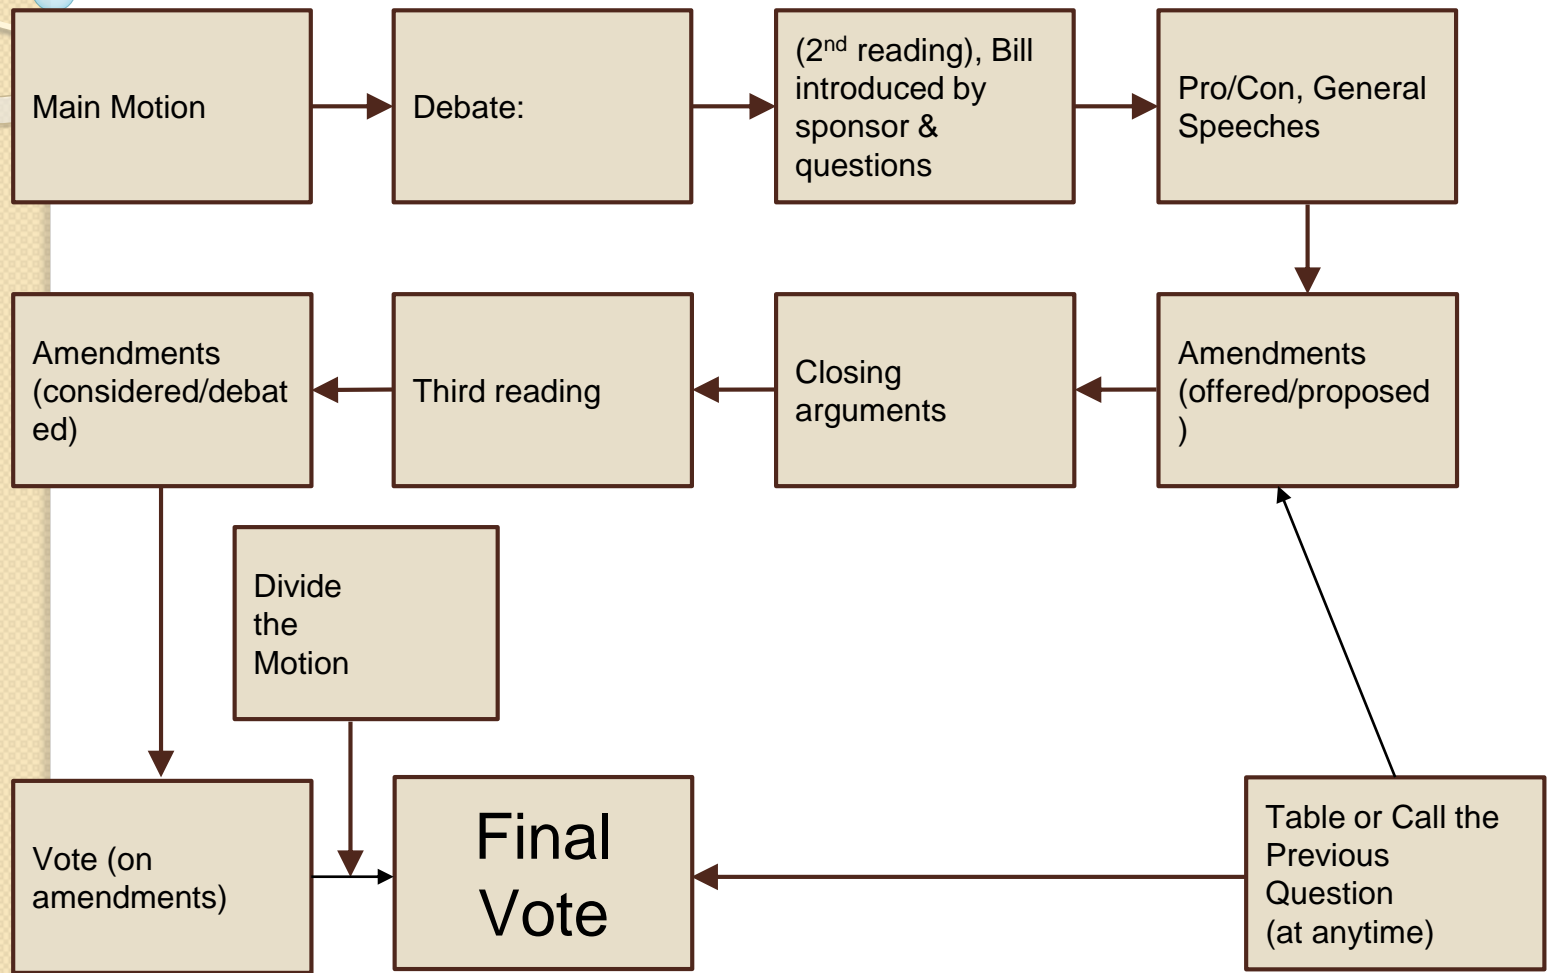 Main Motion
Debate:
(2nd reading), Bill
introduced by
sponsor &
questions
Pro/Con, General
Speeches
Amendments
(offered/proposed
)
Closing
arguments
Third reading
Amendments
(considered/debat
ed)
Divide
the
Motion
Vote (on
amendments)
Final
Vote
Table or Call the
Previous
Question
(at anytime)